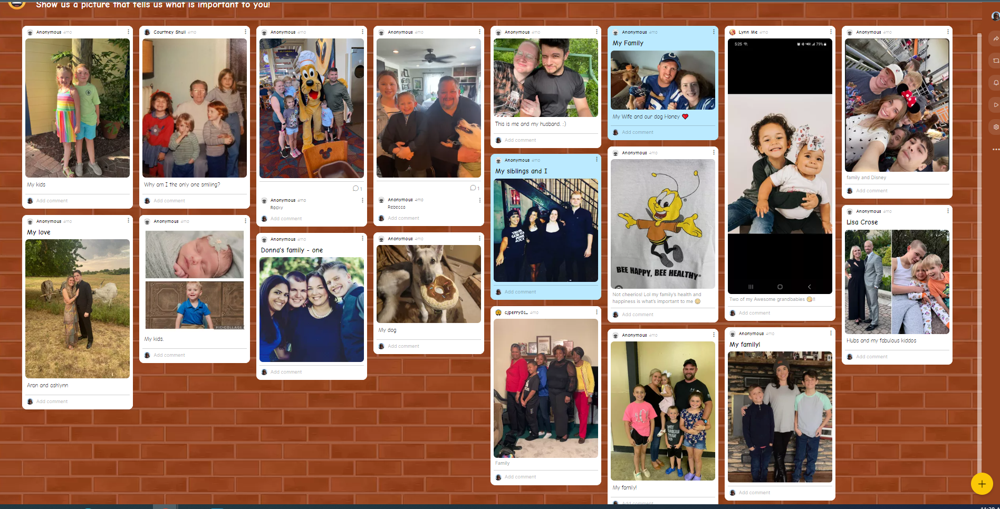 Show us a picture that tells us what is important to you!
Anonymous 4mo
My kids
Add comment
Anonymous 4mo
My love
Aran and ashlynn
Add comment
Courtney Shull 4mo
Why am I the only one smiling?
Add comment
Anonymous 4mo
PIC•COLLAGE
My kids.
Add comment
Anonymous 4mo
1
Anonymous 4mo
Rocky
Add comment
Anonymous 4mo
Donna's family - one
Add comment
Anonymous 4mo
1
Anonymous 4mo
Rebecca
Add comment
Anonymous 4mo
My dog
Add comment
Anonymous 4mo
This is me and my husband. :)
Add comment
Anonymous 4mo
My siblings and I
THANK
GOD FOR
PUNK
ROCK
Add comment
cjperry01_ 4mo
Family
Add comment
Anonymous 4mo
My Family
My Wife and our dog Honey ❤️
Add comment
Anonymous 4mo
BEE HAPPY, BEE HEALTHY®
Not cheerios! Lol my family's health and
happiness is what's important to me 😊
Add comment
Anonymous 4mo
My family!
Add comment
Lynn Me 4mo
5:25
79%
Two of my Awesome grandbabies 😘!!
Add comment
Anonymous 4mo
My family!
Add comment
Anonymous 4mo
family and Disney
Add comment
Anonymous 4mo
Lisa Crose
Hubs and my fabulous kiddos
Add comment